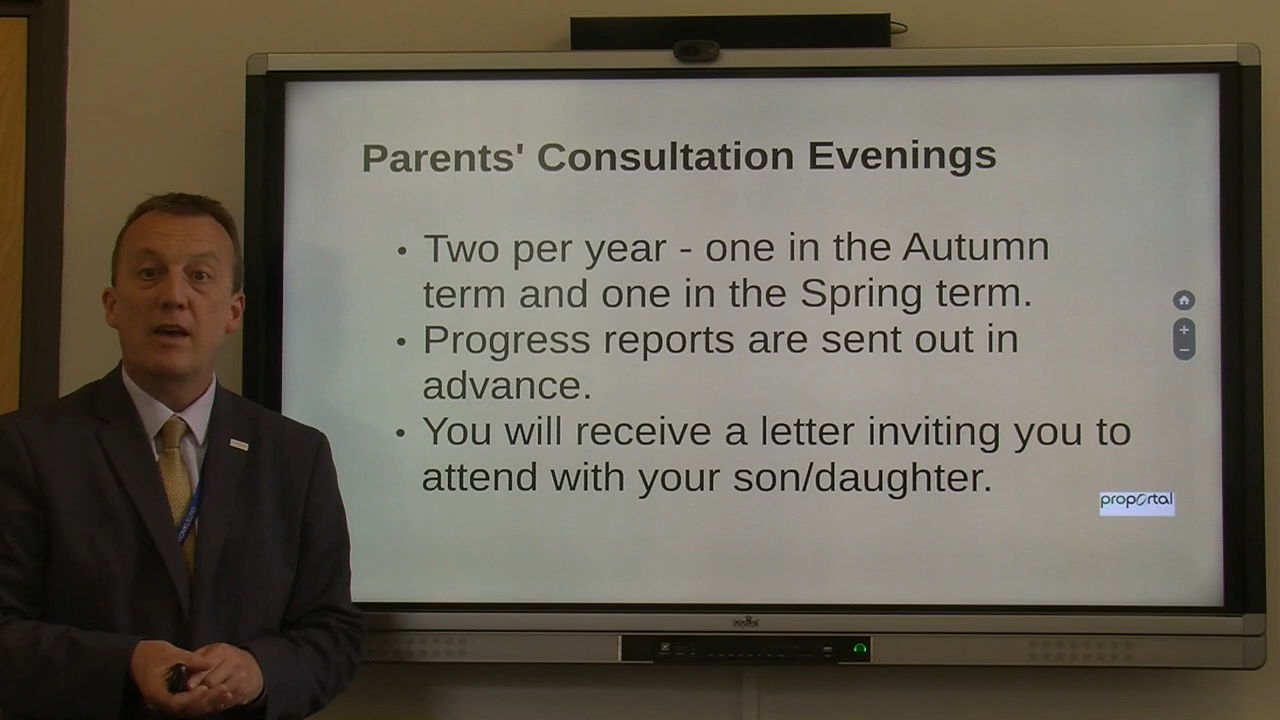 Parents' Consultation Evenings
• Two per year - one in the Autumn
term and one in the Spring term.
• Progress reports are sent out in
advance.
• You will receive a letter inviting you to
attend with your son/daughter.
proportal